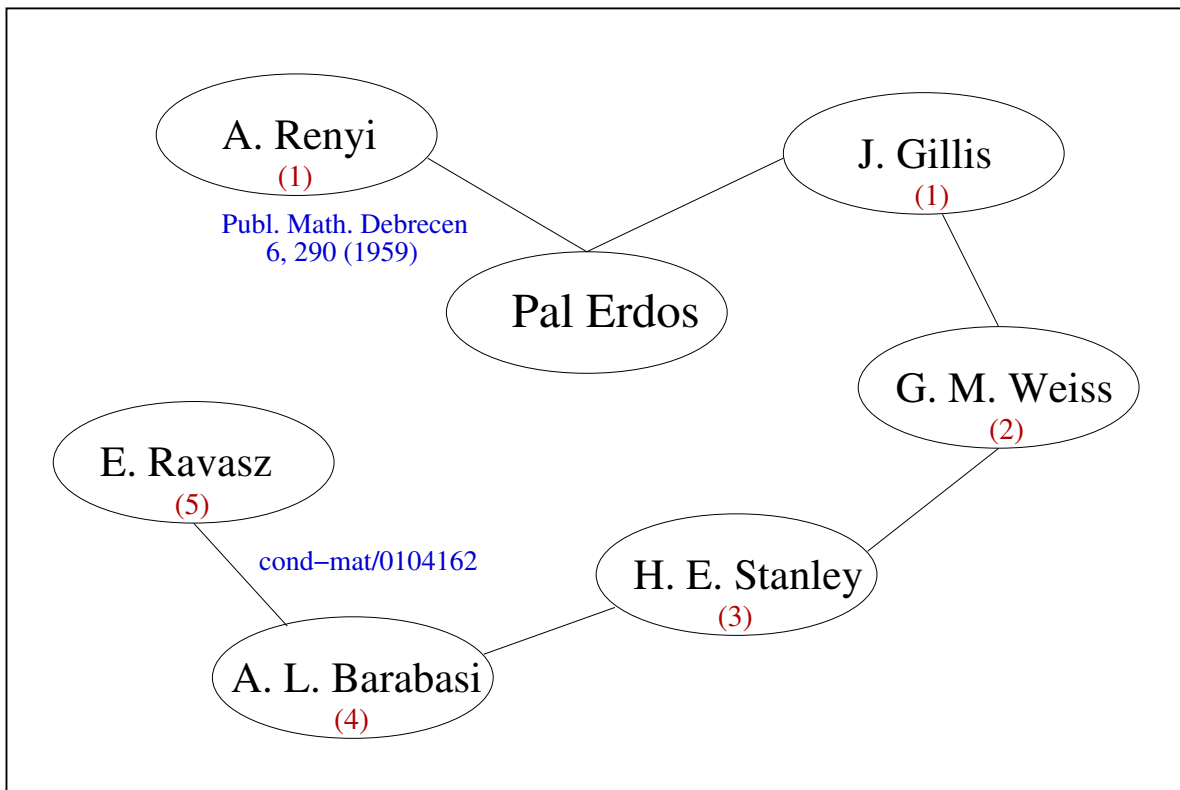 A. Renyi
(1)
Publ. Math. Debrecen
6, 290 (1959)
J. Gillis
(1)
Pal Erdos
G. M. Weiss
(2)
E. Ravasz
(5)
cond−mat/0104162
H. E. Stanley
(3)
A. L. Barabasi
(4)